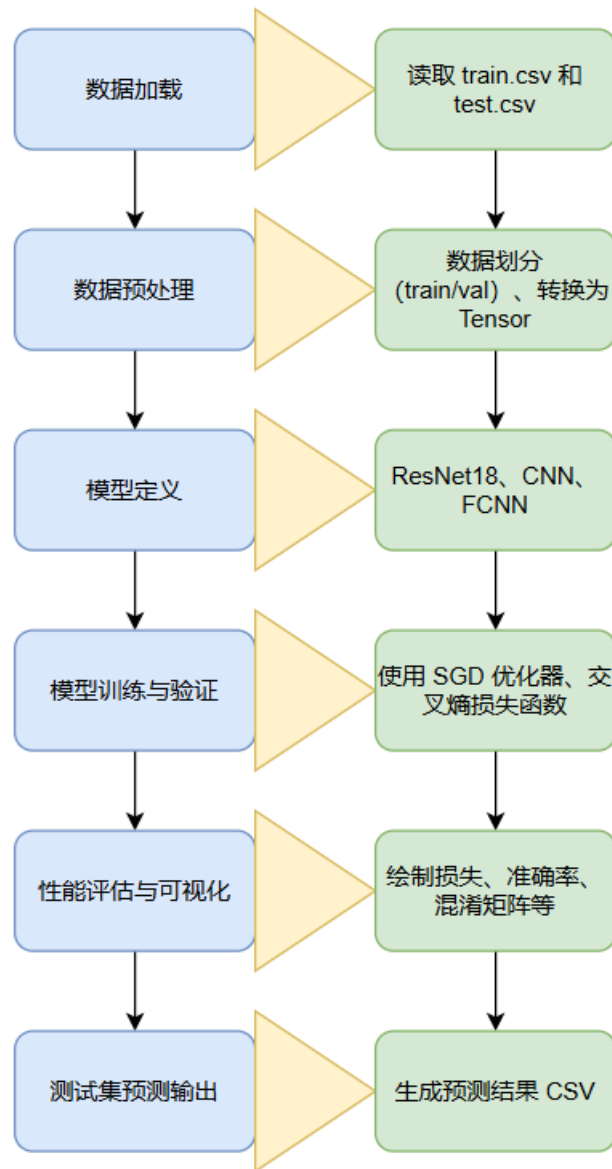 数据加载
读取 train.csv 和
test.csv
数据预处理
数据划分
（train/val）、转换为
Tensor
模型定义
ResNet18、CNN、
FCNN
模型训练与验证
使用 SGD 优化器、交
叉熵损失函数
性能评估与可视化
绘制损失、准确率、
混淆矩阵等
测试集预测输出
生成预测结果 CSV